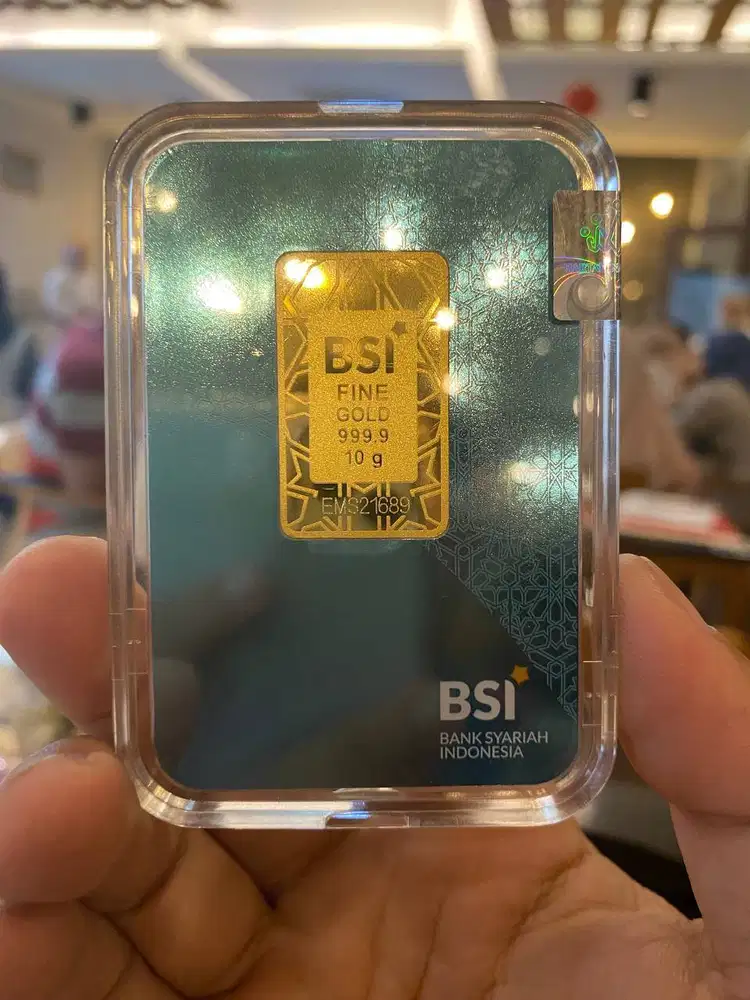 BSI
FINE
GOLD
999.9
10 g
EMS21689
BSI
BANK SYARIAH
INDONESIA